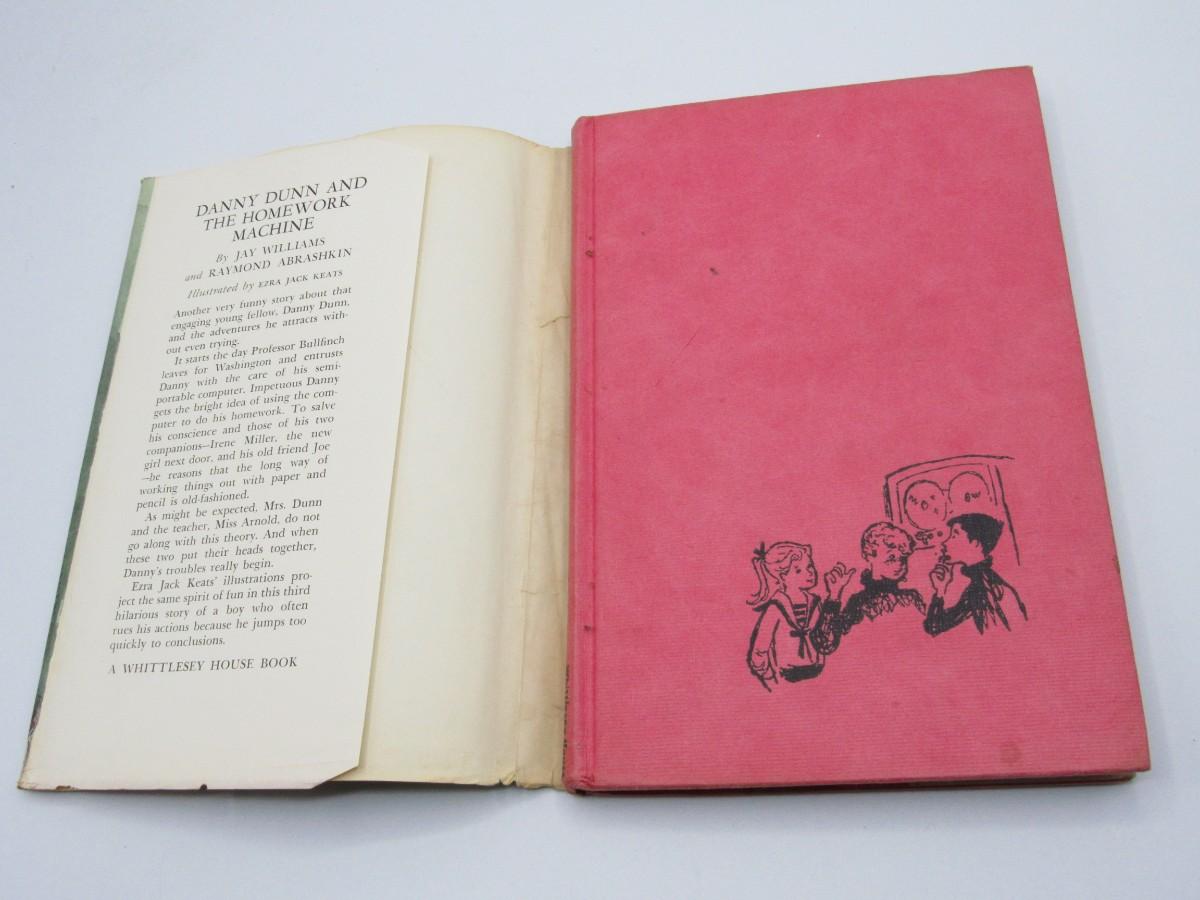 DANNY DUNN AND
THE HOMEWORK
MACHINE
By JAY WILLIAMS
and RAYMOND ABRASHKIN
Illustrated by EZRA JACK KEATS
Another very funny story about that
engaging young fellow, Danny Dunn,
and the adventures he attracts with-
out even trying.
It starts the day Professor Bullfinch
leaves for Washington and entrusts
Danny with the care of his semi-
portable computer. Impetuous Danny
gets the bright idea of using the com-
puter to do his homework. To salve
his conscience and those of his two
companions—Irene Miller, the new
girl next door, and his old friend Joe
—he reasons that the long way of
working things out with paper and
pencil is old-fashioned.
As might be expected, Mrs. Dunn
and the teacher, Miss Arnold, do not
go along with this theory. And when
these two put their heads together,
Danny's troubles really begin.
Ezra Jack Keats' illustrations pro-
ject the same spirit of fun in this third
hilarious story of a boy who often
rues his actions because he jumps too
quickly to conclusions.
A WHITTLESEY HOUSE BOOK